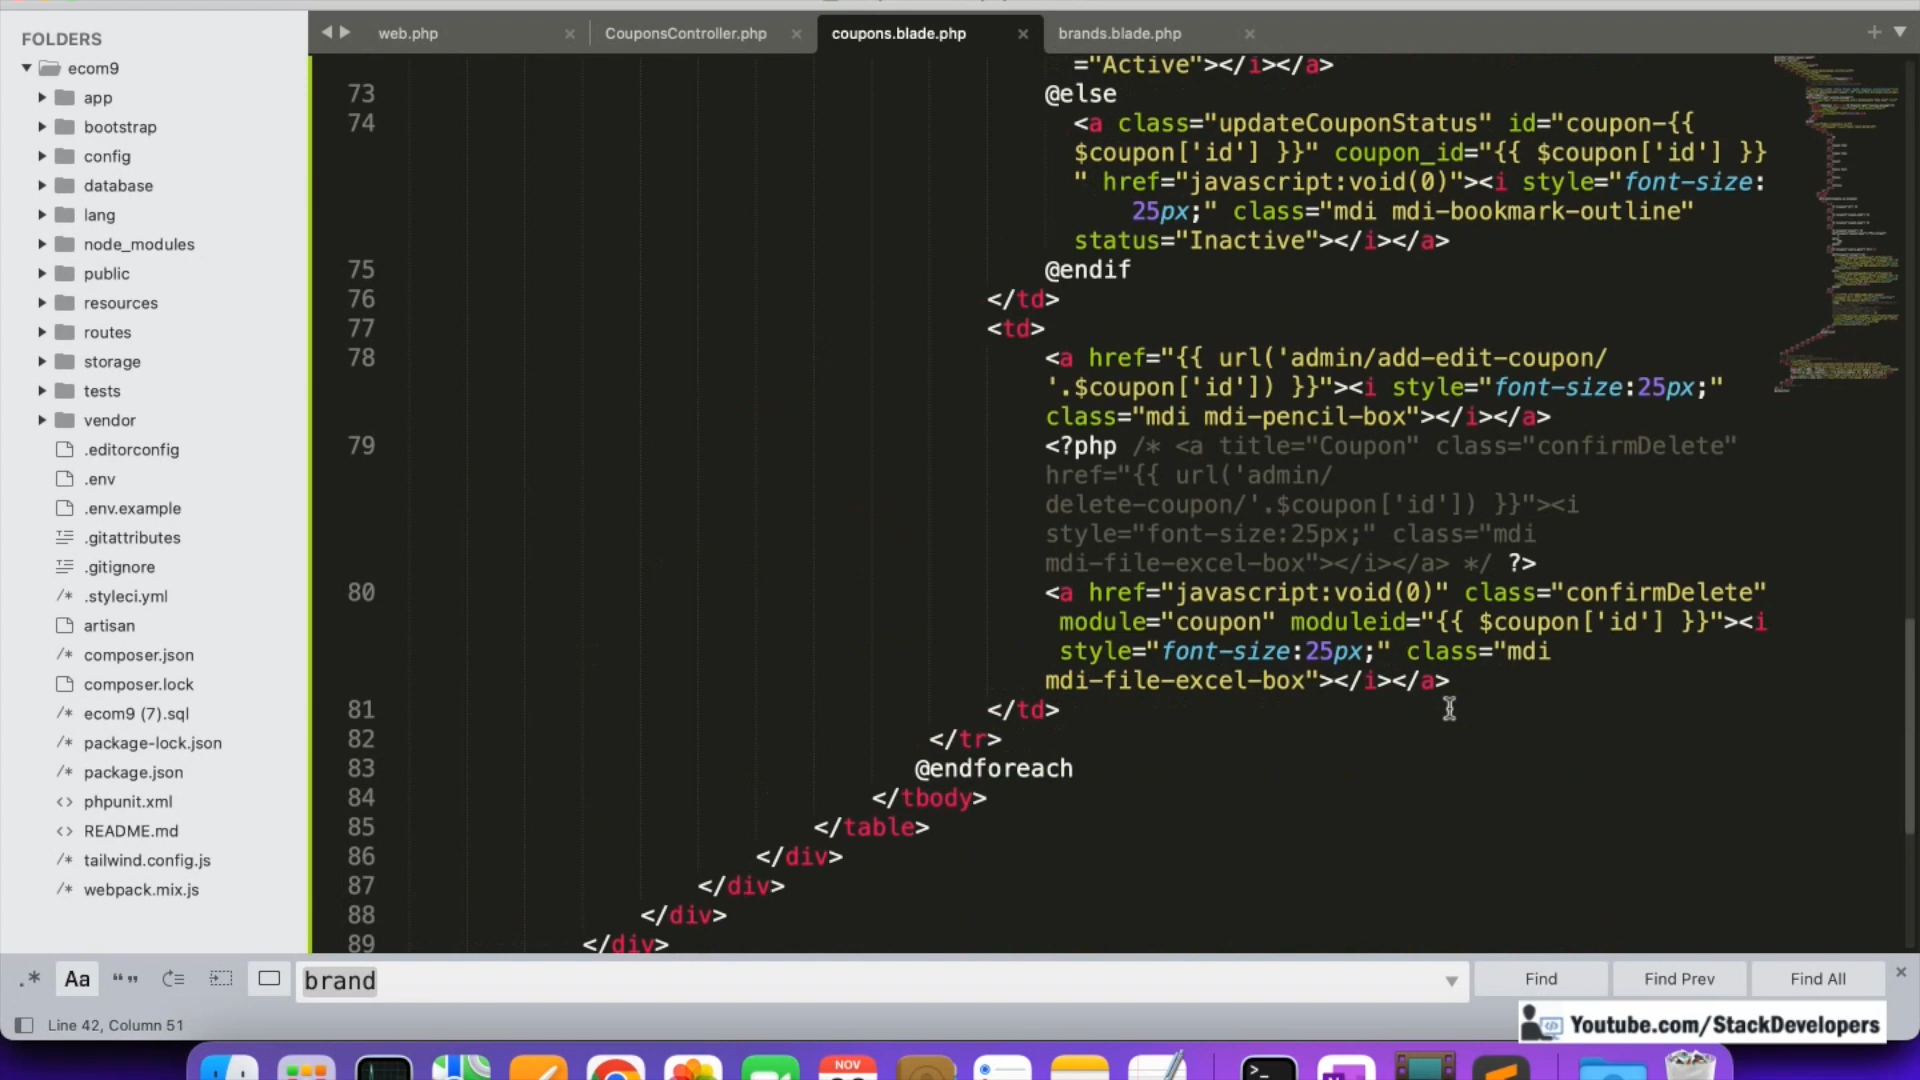 FOLDERS
ecom9
app
bootstrap
config
database
lang
node_modules
public
resources
routes
storage
tests
vendor
.editorconfig
.env
.env.example
.gitattributes
.gitignore
.styleci.yml
artisan
composer.json
composer.lock
ecom9 (7).sql
package-lock.json
package.json
phpunit.xml
README.md
tailwind.config.js
webpack.mix.js
web.php
CouponsController.php
coupons.blade.php
brands.blade.php
="Active"></i></a>
73 @else
74 <a class="updateCouponStatus" id="coupon-{{
$coupon['id'] }}" coupon_id="{{ $coupon['id'] }}
" href="javascript:void(0)"><i style="font-size:
25px;" class="mdi mdi-bookmark-outline"
status="Inactive"></i></a>
75 @endif
76 </td>
77 <td>
78 <a href="{{ url('admin/add-edit-coupon/
'.$coupon['id']) }}"><i style="font-size:25px;"
class="mdi mdi-pencil-box"></i></a>
79 <?php /* <a title="Coupon" class="confirmDelete"
href="{{ url('admin/
delete-coupon/'.$coupon['id']) }}"><i
style="font-size:25px;" class="mdi
mdi-file-excel-box"></i></a> */ ?>
80 <a href="javascript:void(0)" class="confirmDelete"
module="coupon" moduleid="{{ $coupon['id'] }}"><i
style="font-size:25px;" class="mdi
mdi-file-excel-box"></i></a>
81 </td>
82 </tr>
83 @endforeach
84 </tbody>
85 </table>
86 </div>
87 </div>
88 </div>
89 </div>
.* Aa “” brand Find Find Prev Find All
Line 42, Column 51
Youtube.com/StackDevelopers
NOV